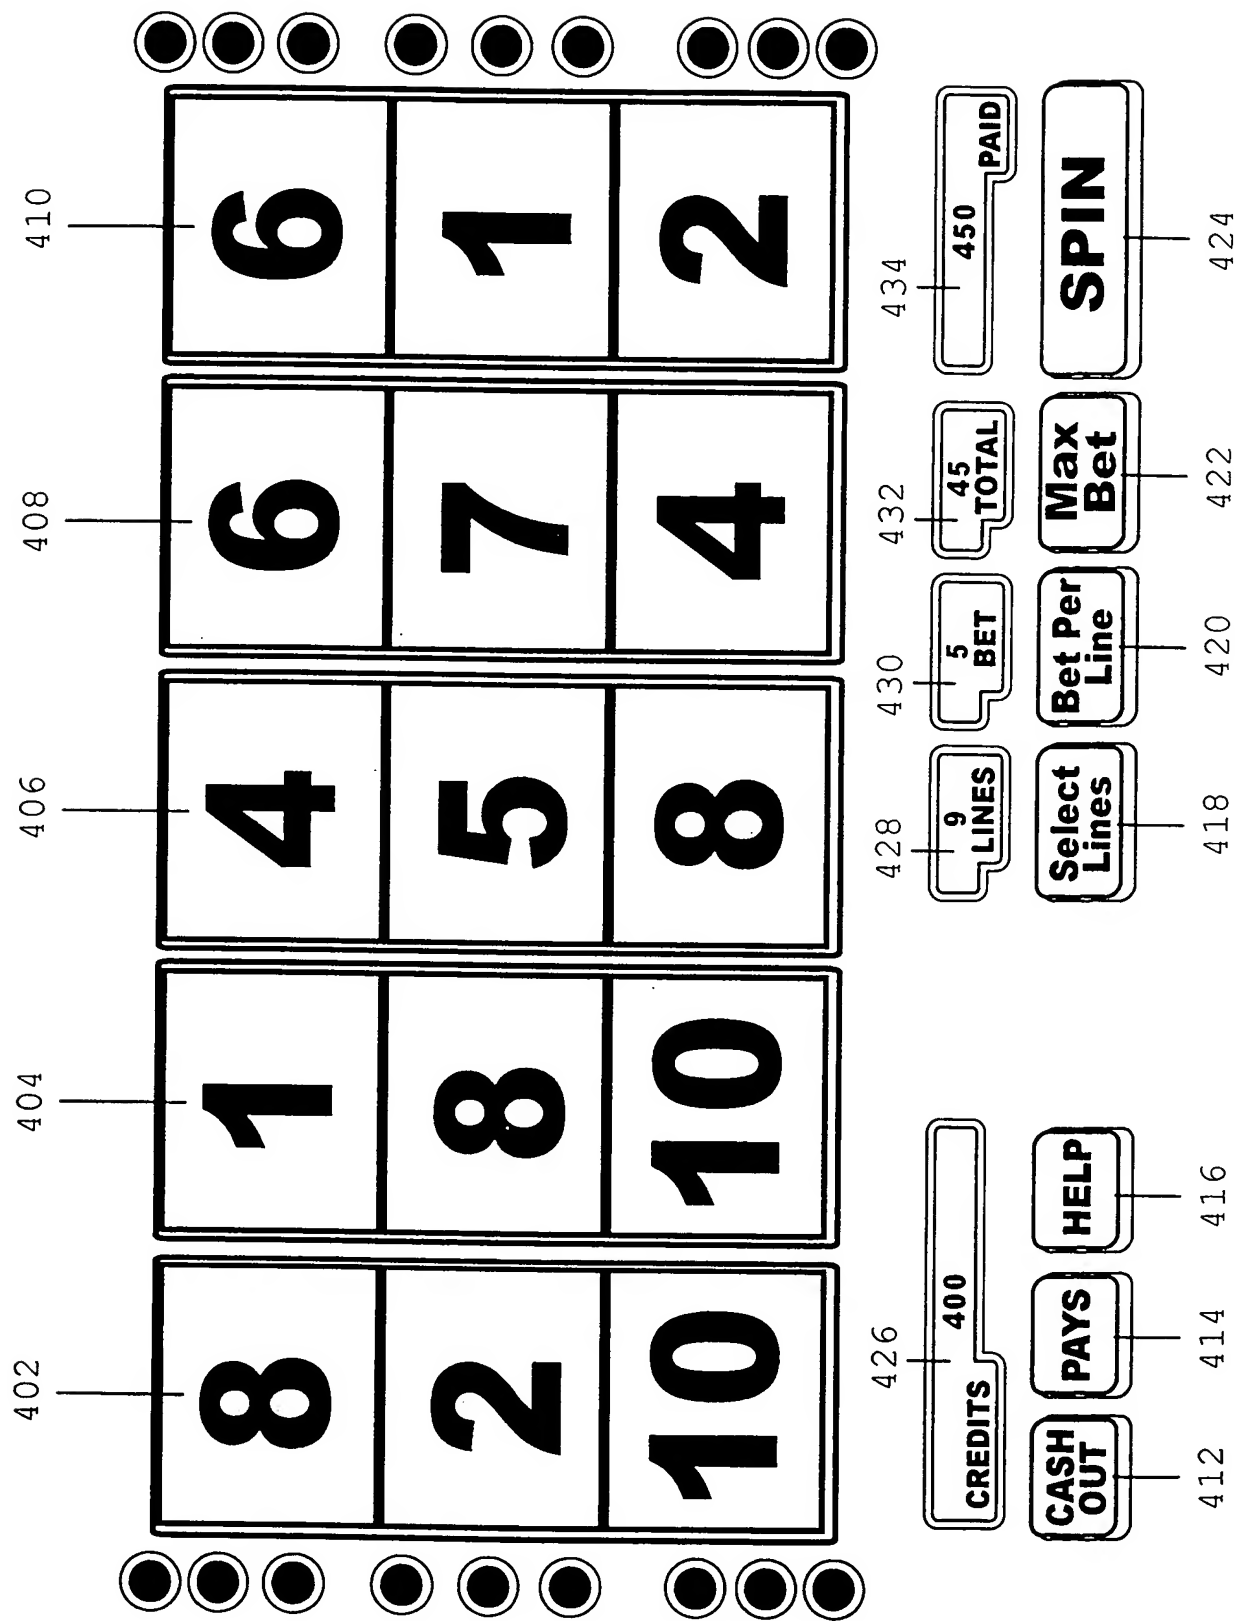 402 404 406 408 410
8 1 4 6 6
2 8 5 7 1
10 10 8 4 2
426 428 430 432 434
400 9 5 45 450
CREDITS LINES BET TOTAL PAID
CASH OUT
PAYS
HELP
Select Lines
Bet Per Line
Max Bet
SPIN
412 414 416 418 420 422 424